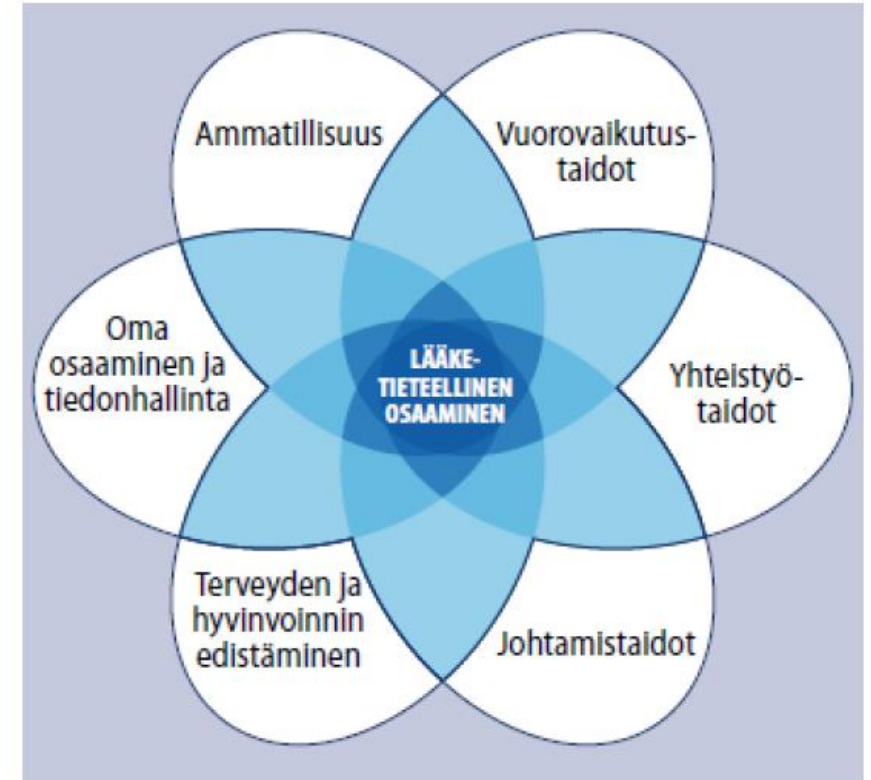 Ammatillisuus
Vuorovaikutus-
taidot
Oma
osaaminen ja
tiedonhallinta
LÄÄKE-
TIETEELLINEN
OSAAMINEN
Yhteistyö-
taidot
Terveyden ja
hyvinvoinnin
edistäminen
Johtamistaidot